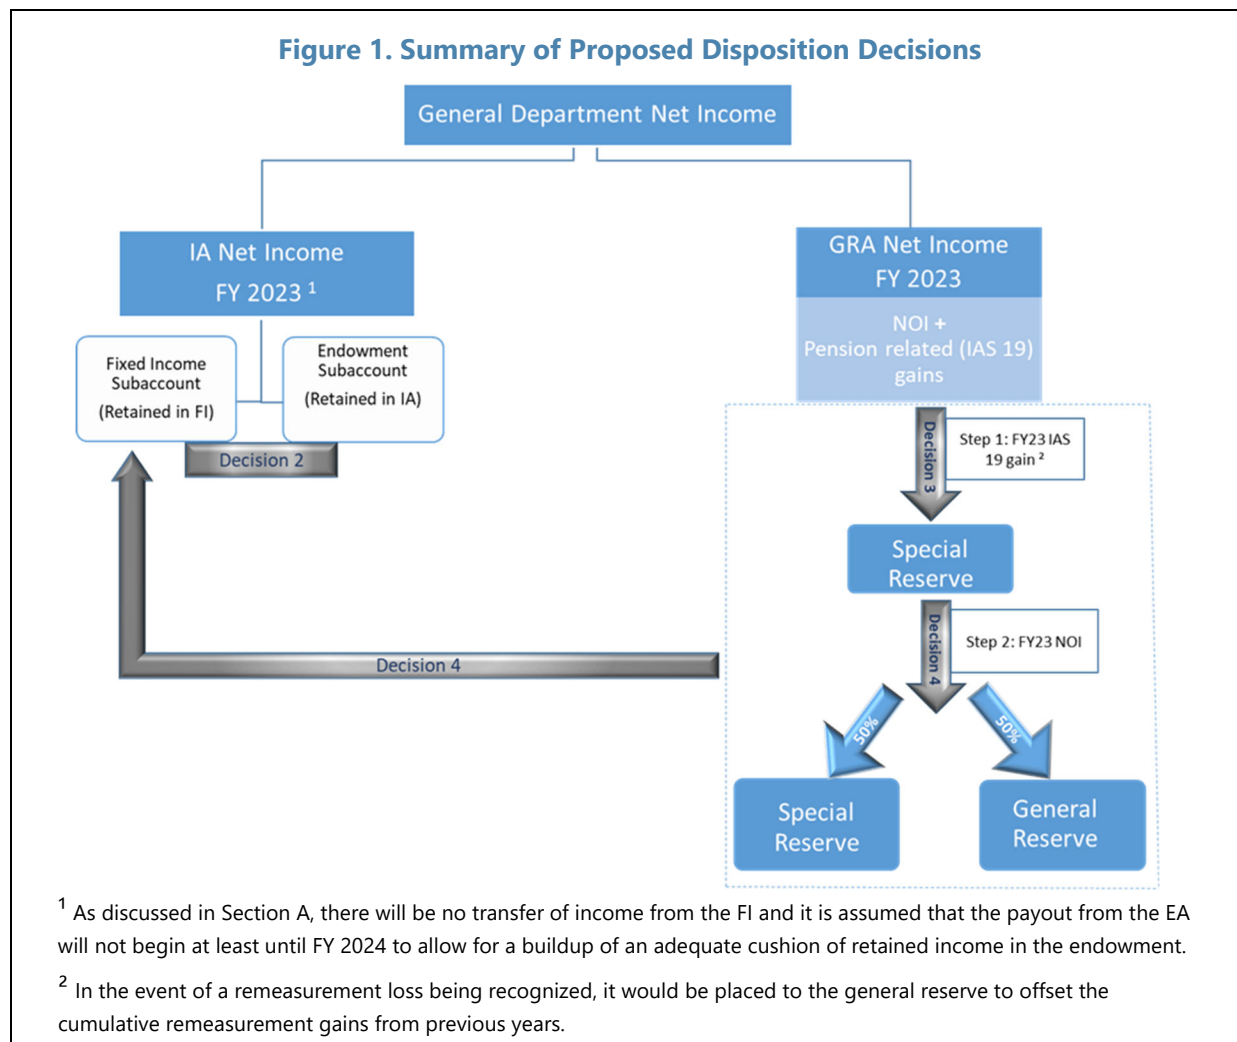 Figure 1. Summary of Proposed Disposition Decisions
General Department Net Income
IA Net Income
FY 2023 ¹
GRA Net Income
FY 2023
NOI +
Pension related (IAS 19)
gains
Fixed Income
Subaccount
(Retained in FI)
Endowment
Subaccount
(Retained in IA)
Decision 2
Decision 3
Step 1: FY23 IAS
19 gain ²
Special
Reserve
Decision 4
Step 2: FY23 NOI
Decision 4
50%
50%
Special
Reserve
General
Reserve
¹ As discussed in Section A, there will be no transfer of income from the FI and it is assumed that the payout from the EA
will not begin at least until FY 2024 to allow for a buildup of an adequate cushion of retained income in the endowment.
² In the event of a remeasurement loss being recognized, it would be placed to the general reserve to offset the
cumulative remeasurement gains from previous years.